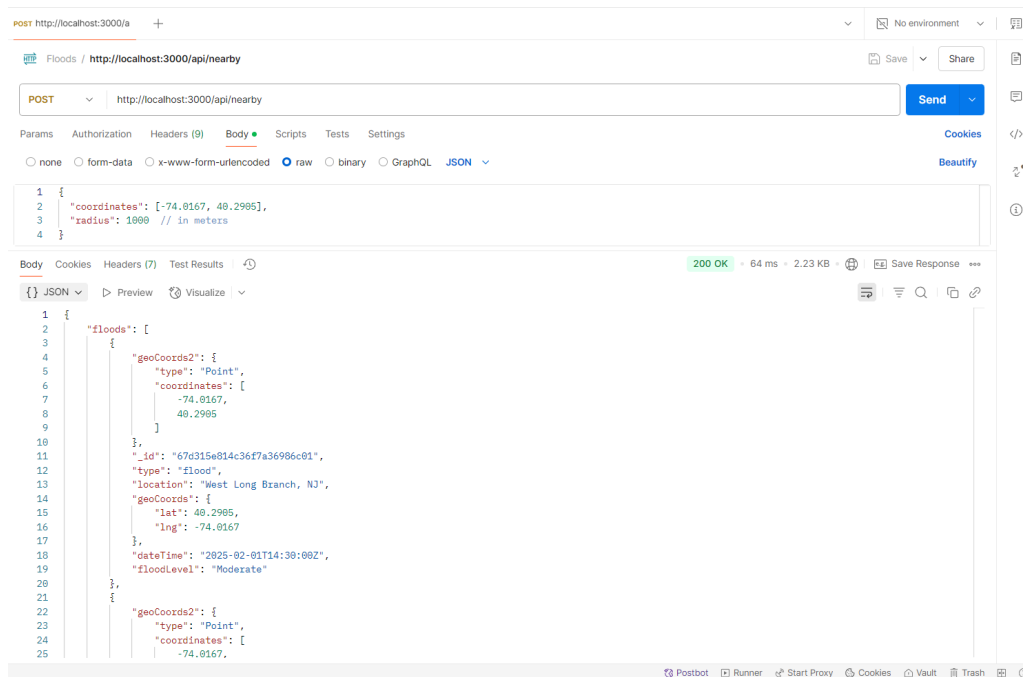 POST http://localhost:3000/a
No environment
HTTP Floods / http://localhost:3000/api/nearby
Save
Share
POST
http://localhost:3000/api/nearby
Send
Params Authorization Headers (9) Body Scripts Tests Settings
Cookies
none form-data x-www-form-urlencoded raw binary GraphQL JSON
Beautify
1 {
2 "coordinates": [-74.0167, 40.2905],
3 "radius": 1000 // in meters
4 }
Body Cookies Headers (7) Test Results
200 OK 64 ms 2.23 KB Save Response
{} JSON Preview Visualize
1 {
2 "floods": [
3 {
4 "geoCoords2": {
5 "type": "Point",
6 "coordinates": [
7 -74.0167,
8 40.2905
9 ]
10 },
11 "_id": "67d315e814c36f7a36986c01",
12 "type": "flood",
13 "location": "West Long Branch, NJ",
14 "geoCoords": {
15 "lat": 40.2905,
16 "lng": -74.0167
17 },
18 "dateTime": "2025-02-01T14:30:00Z",
19 "floodLevel": "Moderate"
20 },
21 {
22 "geoCoords2": {
23 "type": "Point",
24 "coordinates": [
25 -74.0167,
Postbot Runner Start Proxy Cookies Vault Trash